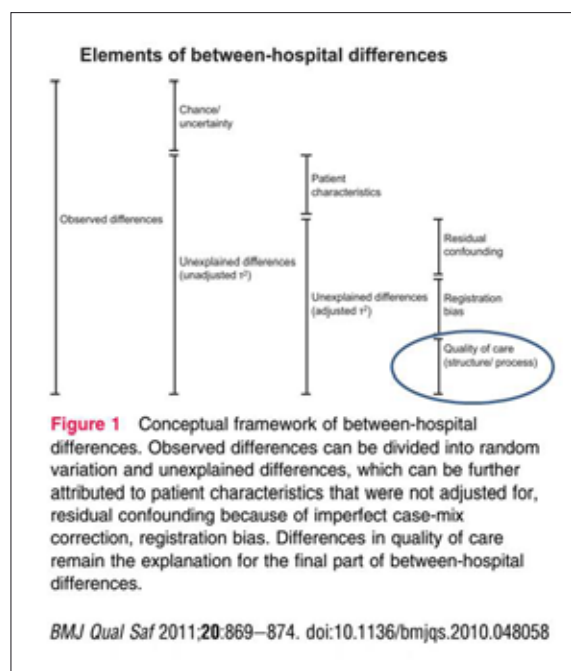 Elements of between-hospital differences
Chance/
uncertainty
Patient
characteristics
Observed differences
Residual
confounding
Unexplained differences
(unadjusted τ²)
Unexplained differences
(adjusted τ²)
Registration
bias
Quality of care
(structure/ process)
Figure 1 Conceptual framework of between-hospital
differences. Observed differences can be divided into random
variation and unexplained differences, which can be further
attributed to patient characteristics that were not adjusted for,
residual confounding because of imperfect case-mix
correction, registration bias. Differences in quality of care
remain the explanation for the final part of between-hospital
differences.
BMJ Qual Saf 2011;20:869–874. doi:10.1136/bmjqs.2010.048058